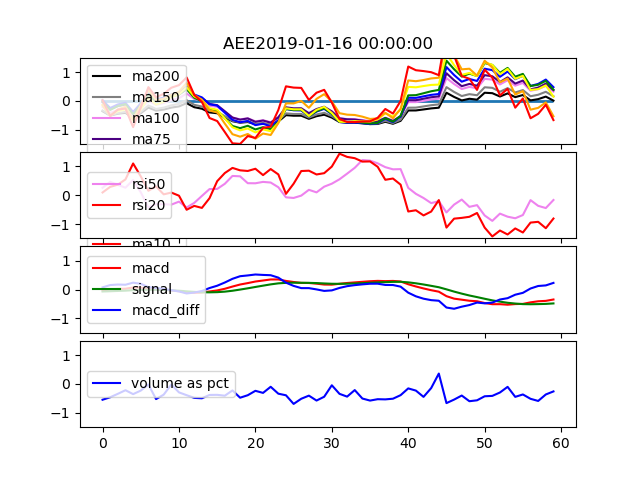 AEE2019-01-16 00:00:00
1
0
−1
ma200
ma150
ma100
ma75
1
0
−1
rsi50
rsi20
ma10
1
0
−1
macd
signal
macd_diff
1
0
−1
volume as pct
0 10 20 30 40 50 60